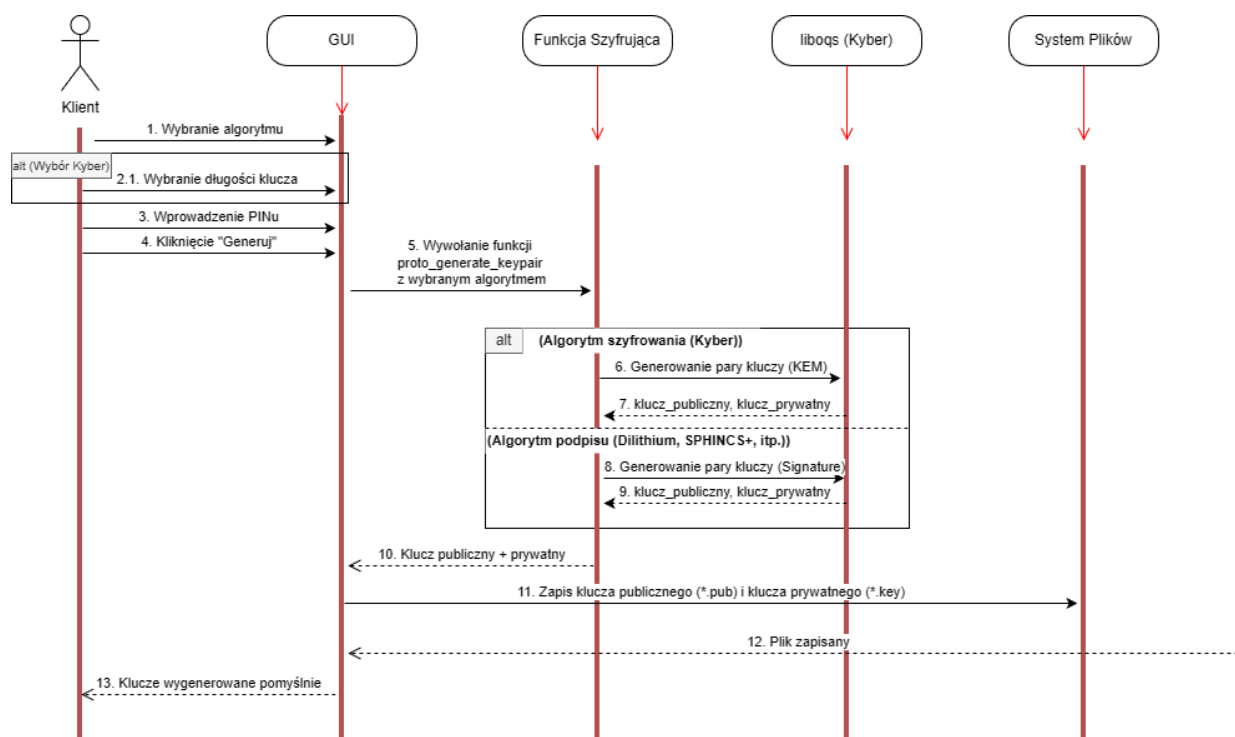 GUI
Funkcja Szyfrująca
liboqs (Kyber)
System Plików
Klient
1. Wybranie algorytmu
alt (Wybór Kyber)
2.1. Wybranie długości klucza
3. Wprowadzenie PINu
4. Kliknięcie "Generuj"
5. Wywołanie funkcji
proto_generate_keypair
z wybranym algorytmem
alt
(Algorytm szyfrowania (Kyber))
6. Generowanie pary kluczy (KEM)
7. klucz_publiczny, klucz_prywatny
(Algorytm podpisu (Dilithium, SPHINCS+, itp.))
8. Generowanie pary kluczy (Signature)
9. klucz_publiczny, klucz_prywatny
10. Klucz publiczny + prywatny
11. Zapis klucza publicznego (*.pub) i klucza prywatnego (*.key)
12. Plik zapisany
13. Klucze wygenerowane pomyślnie